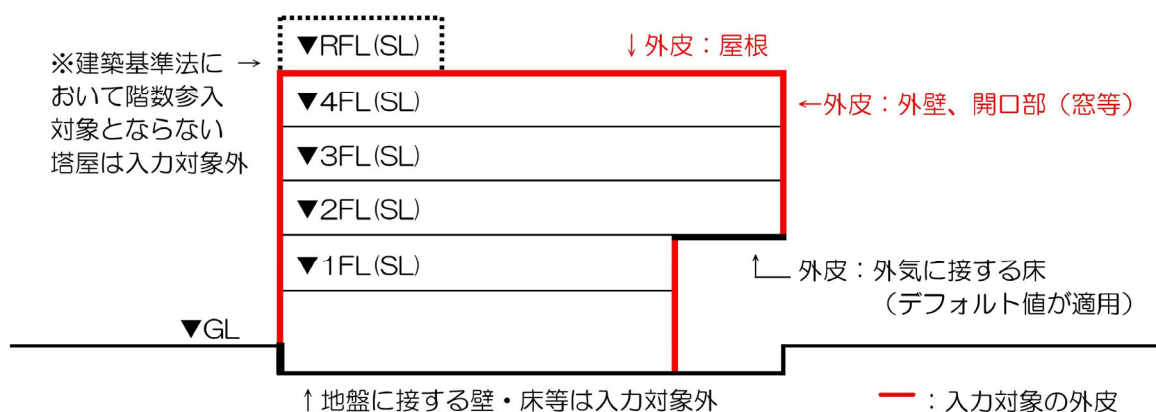 ▼RFL(SL)
↓外皮：屋根
※建築基準法に →
おいて階数参入
対象とならない
塔屋は入力対象外
▼4FL(SL)
←外皮：外壁、開口部（窓等）
▼3FL(SL)
▼2FL(SL)
▼1FL(SL)
外皮：外気に接する床
（デフォルト値が適用）
▼GL
↑地盤に接する壁・床等は入力対象外
：入力対象の外皮